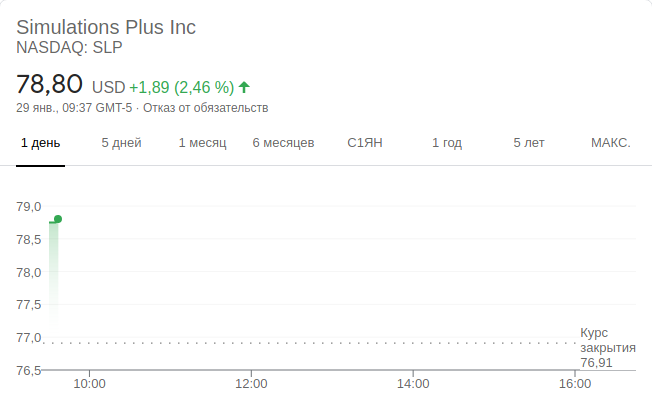 Simulations Plus Inc
NASDAQ: SLP
78,80 USD +1,89 (2,46 %)
29 янв., 09:37 GMT-5 · Отказ от обязательств
1 день 5 дней 1 месяц 6 месяцев С1ЯН 1 год 5 лет МАКС.
79,0
78,5
78,0
77,5
77,0
76,5
Курс
закрытия
76,91
10:00 12:00 14:00 16:00